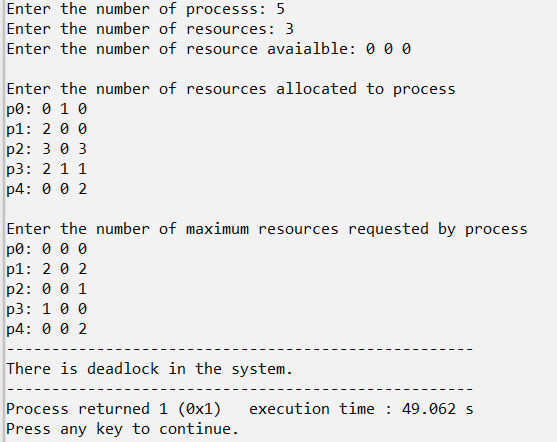 Enter the number of processs: 5
Enter the number of resources: 3
Enter the number of resource avaialble: 0 0 0
Enter the number of resources allocated to process
p0: 0 1 0
p1: 2 0 0
p2: 3 0 3
p3: 2 1 1
p4: 0 0 2
Enter the number of maximum resources requested by process
p0: 0 0 0
p1: 2 0 2
p2: 0 0 1
p3: 1 0 0
p4: 0 0 2
----------------------------------------------------
There is deadlock in the system.
----------------------------------------------------
Process returned 1 (0x1)   execution time : 49.062 s
Press any key to continue.